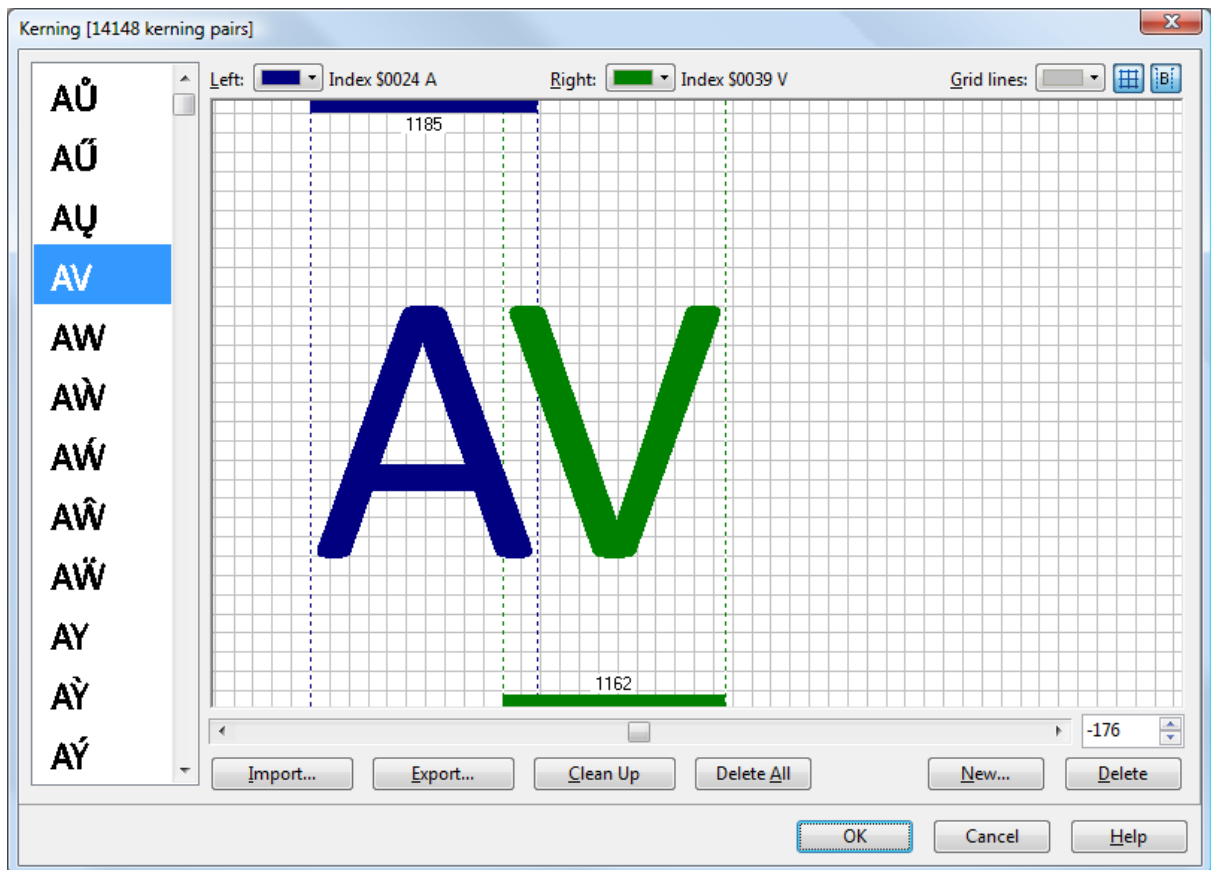 Kerning [14148 kerning pairs]
Left: Index $0024 A Right: Index $0039 V Grid lines: B
AŮ
AŰ
AŲ
AV
AW
AẀ
AẂ
AŴ
AẄ
AY
AỲ
AÝ
1185
AV
1162
-176
Import... Export... Clean Up Delete All New... Delete
OK Cancel Help